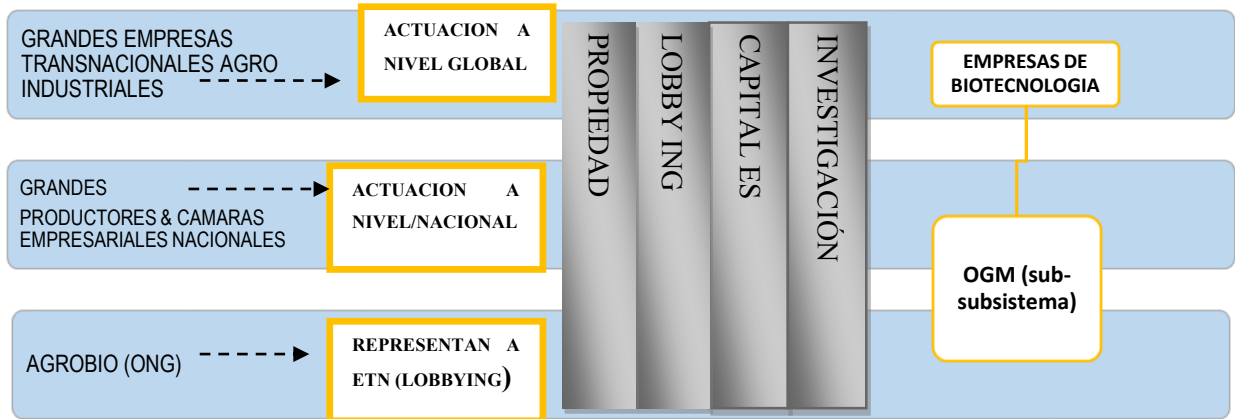 GRANDES EMPRESAS
TRANSNACIONALES AGRO
INDUSTRIALES
ACTUACION A
NIVEL GLOBAL
GRANDES
PRODUCTORES & CAMARAS
EMPRESARIALES NACIONALES
ACTUACION A
NIVEL/NACIONAL
AGROBIO (ONG)
REPRESENTAN A
ETN (LOBBYING)
PROPIEDAD
LOBBY ING
CAPITAL ES
INVESTIGACIÓN
EMPRESAS DE
BIOTECNOLOGIA
OGM (sub-
subsistema)